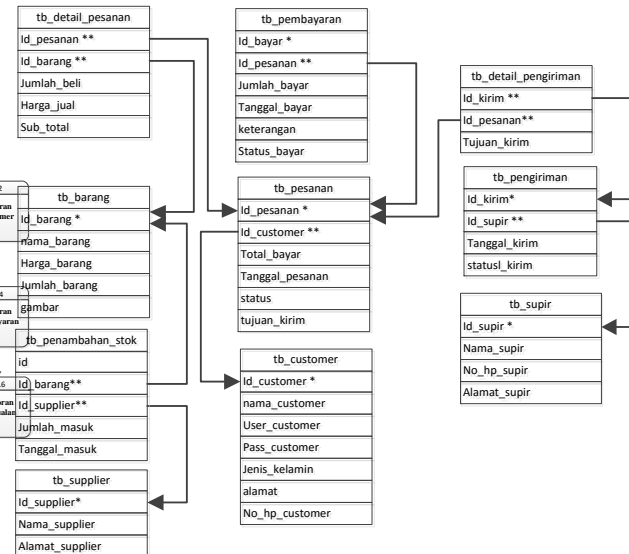 tb_detail_pesanan
Id_pesanan **
Id_barang **
Jumlah_beli
Harga_jual
Sub_total
tb_pembayaran
Id_bayar *
Id_pesanan **
Jumlah_bayar
Tanggal_bayar
keterangan
Status_bayar
tb_detail_pengiriman
Id_kirim **
Id_pesanan**
Tujuan_kirim
tb_barang
Id_barang *
nama_barang
Harga_barang
Jumlah_barang
gambar
tb_pesanan
Id_pesanan *
Id_customer **
Total_bayar
Tanggal_pesanan
status
tujuan_kirim
tb_pengiriman
Id_kirim*
Id_supir **
Tanggal_kirim
statusl_kirim
tb_supir
Id_supir *
Nama_supir
No_hp_supir
Alamat_supir
tb_penambahan_stok
id
Id_barang**
Id_supplier**
Jumlah_masuk
Tanggal_masuk
tb_customer
Id_customer *
nama_customer
User_customer
Pass_customer
Jenis_kelamin
alamat
No_hp_customer
tb_supplier
Id_supplier*
Nama_supplier
Alamat_supplier